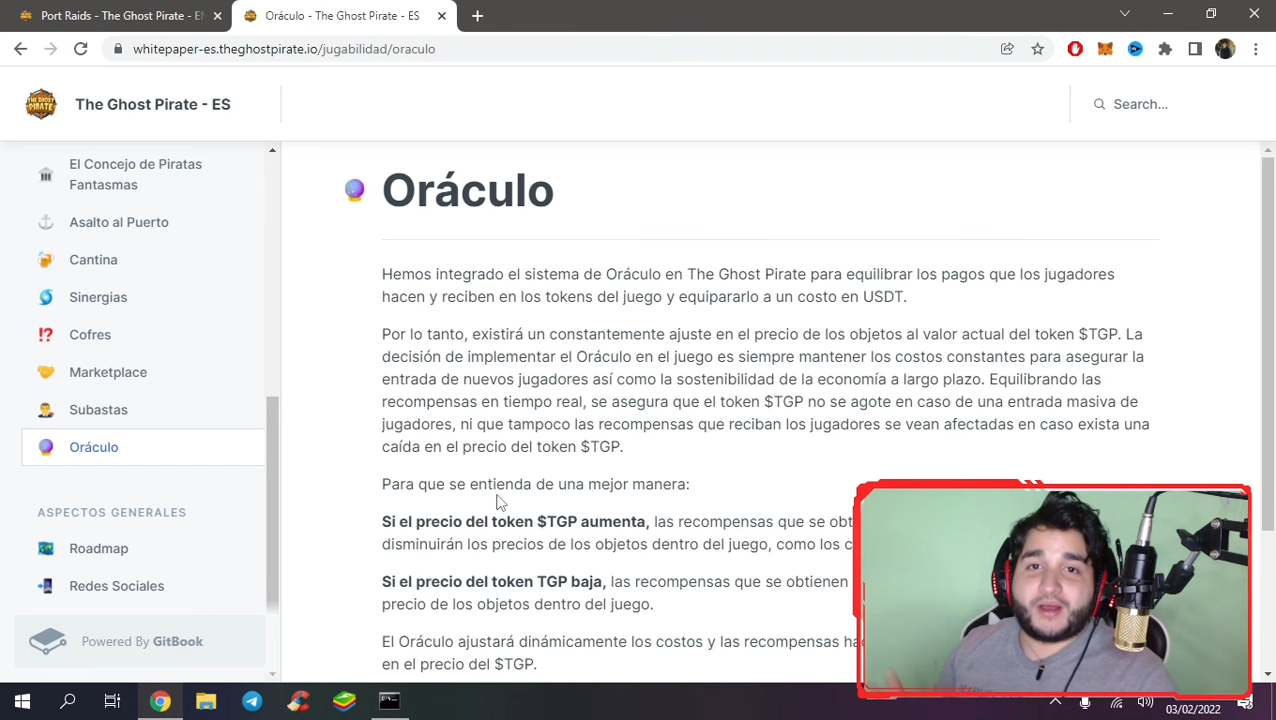 Port Raids - The Ghost Pirate - EN
Oráculo - The Ghost Pirate - ES
whitepaper-es.theghostpirate.io/jugabilidad/oraculo
The Ghost Pirate - ES
Search...
El Concejo de Piratas
Fantasmas
Asalto al Puerto
Cantina
Sinergias
Cofres
Marketplace
Subastas
Oráculo
ASPECTOS GENERALES
Roadmap
Redes Sociales
Powered By GitBook
Oráculo
Hemos integrado el sistema de Oráculo en The Ghost Pirate para equilibrar los pagos que los jugadores
hacen y reciben en los tokens del juego y equipararlo a un costo en USDT.
Por lo tanto, existirá un constantemente ajuste en el precio de los objetos al valor actual del token $TGP. La
decisión de implementar el Oráculo en el juego es siempre mantener los costos constantes para asegurar la
entrada de nuevos jugadores así como la sostenibilidad de la economía a largo plazo. Equilibrando las
recompensas en tiempo real, se asegura que el token $TGP no se agote en caso de una entrada masiva de
jugadores, ni que tampoco las recompensas que reciban los jugadores se vean afectadas en caso exista una
caída en el precio del token $TGP.
Para que se entienda de una mejor manera:
Si el precio del token $TGP aumenta, las recompensas que se
disminuirán los precios de los objetos dentro del juego, como los
Si el precio del token TGP baja, las recompensas que se obtienen
precio de los objetos dentro del juego.
El Oráculo ajustará dinámicamente los costos y las recompensas
en el precio del $TGP.
03/02/2022